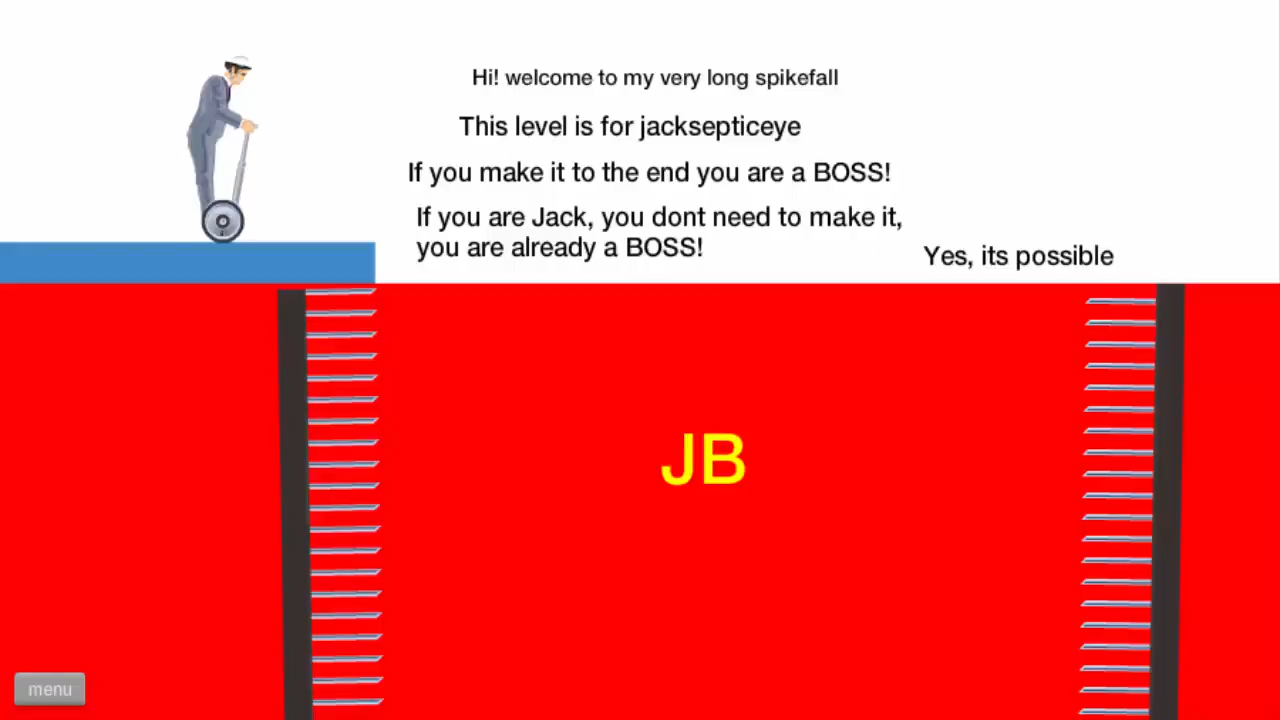 Hi! welcome to my very long spikefall
This level is for jacksepticeye
If you make it to the end you are a BOSS!
If you are Jack, you dont need to make it,
you are already a BOSS!
Yes, its possible
JB
menu